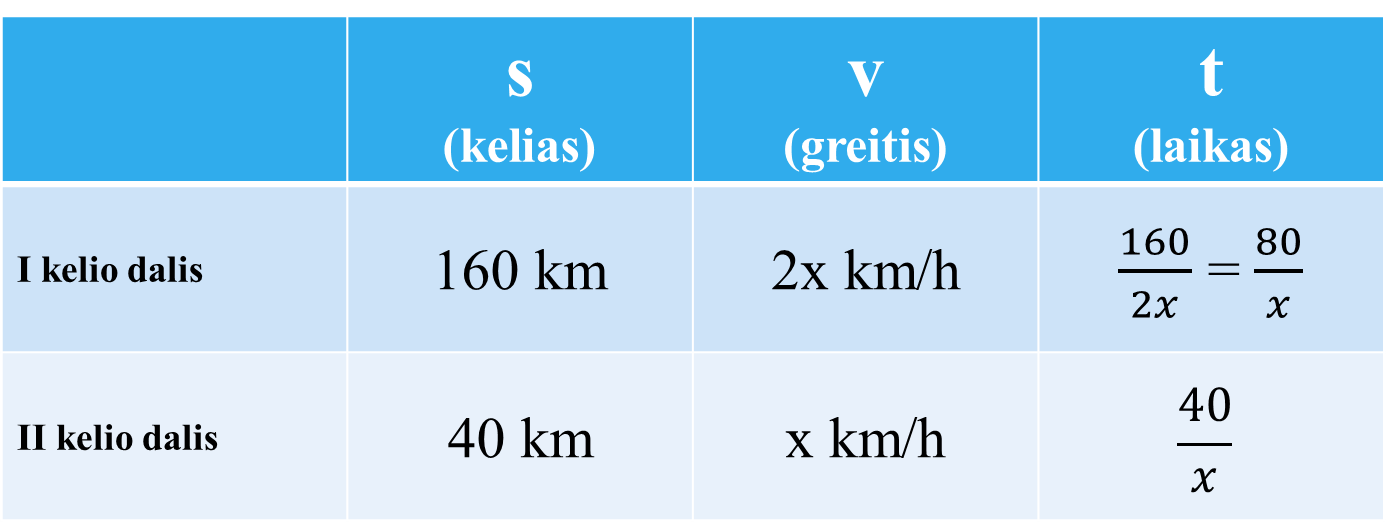 s
(kelias)
v
(greitis)
t
(laikas)
I kelio dalis
160 km
2x km/h
160/2x = 80/x
II kelio dalis
40 km
x km/h
40/x